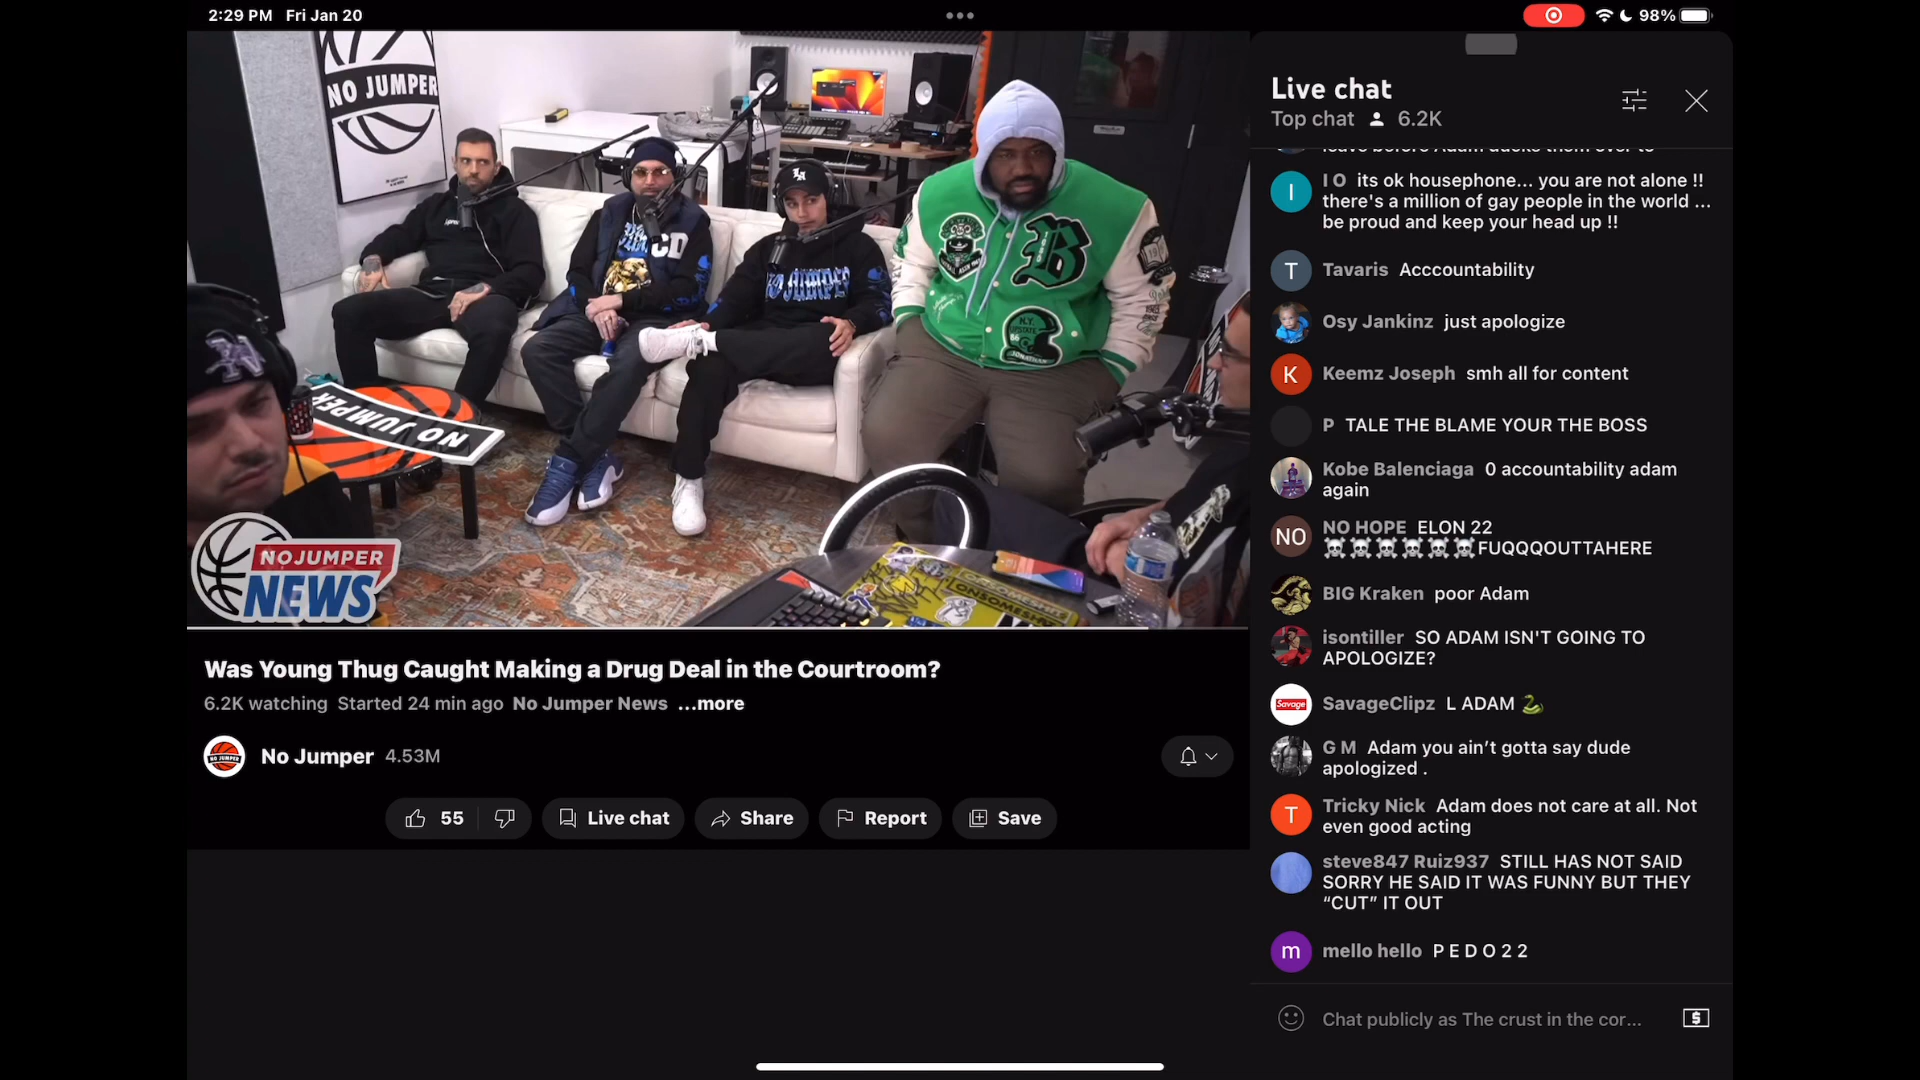 2:29 PM Fri Jan 20
98%
NO JUMPER
LA
NO JUMPER
B
N.Y.
UPSTATE
86
JONATHAN
NO JUMPER
NOJUMPER
NEWS
Was Young Thug Caught Making a Drug Deal in the Courtroom?
6.2K watching Started 24 min ago No Jumper News ...more
No Jumper 4.53M
55 Live chat Share Report Save
Live chat
Top chat 6.2K
I
I O its ok housephone... you are not alone !!
there's a million of gay people in the world ...
be proud and keep your head up !!
T
Tavaris Acccountability
Osy Jankinz just apologize
K
Keemz Joseph smh all for content
P TALE THE BLAME YOUR THE BOSS
Kobe Balenciaga 0 accountability adam
again
NO
NO HOPE ELON 22
☠️☠️☠️☠️☠️☠️FUQQQOUTTAHERE
BIG Kraken poor Adam
isontiller SO ADAM ISN'T GOING TO
APOLOGIZE?
Savage
SavageClipz L ADAM 🐍
G M Adam you ain’t gotta say dude
apologized .
T
Tricky Nick Adam does not care at all. Not
even good acting
steve847 Ruiz937 STILL HAS NOT SAID
SORRY HE SAID IT WAS FUNNY BUT THEY
“CUT” IT OUT
m
mello hello P E D O 2 2
Chat publicly as The crust in the cor...